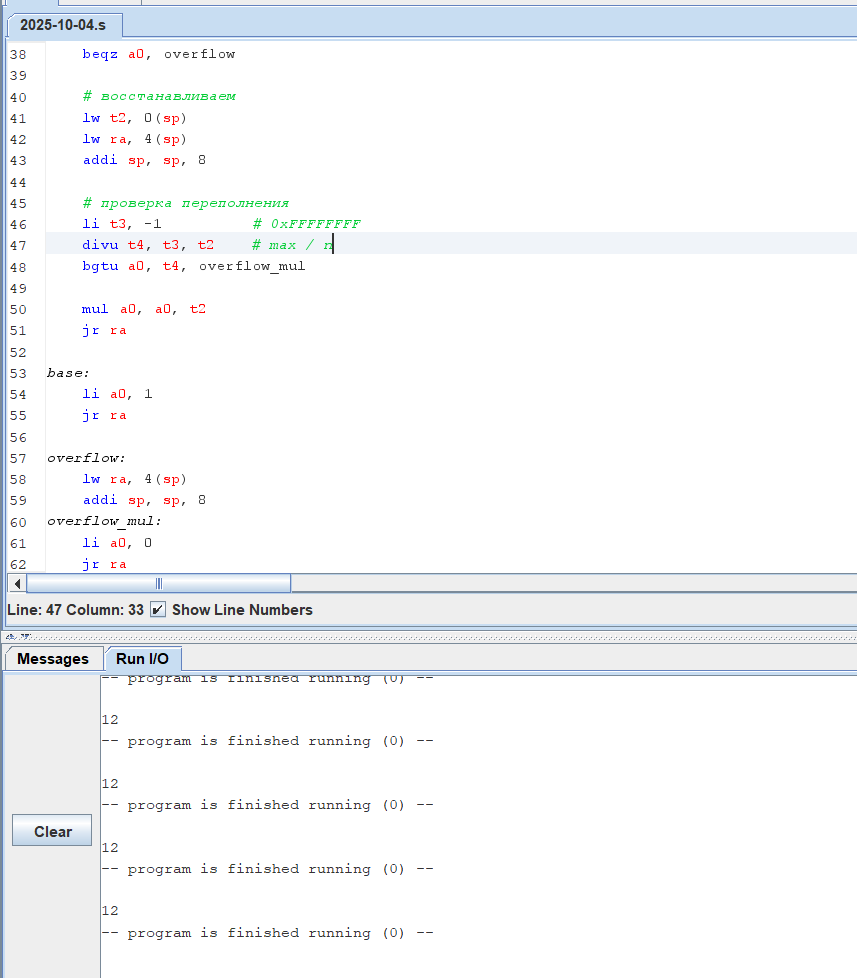 2025-10-04.s
38 beqz a0, overflow
39
40 # восстанавливаем
41 lw t2, 0(sp)
42 lw ra, 4(sp)
43 addi sp, sp, 8
44
45 # проверка переполнения
46 li t3, -1 # 0xFFFFFFFF
47 divu t4, t3, t2 # max / n
48 bgtu a0, t4, overflow_mul
49
50 mul a0, a0, t2
51 jr ra
52
53 base:
54 li a0, 1
55 jr ra
56
57 overflow:
58 lw ra, 4(sp)
59 addi sp, sp, 8
60 overflow_mul:
61 li a0, 0
62 jr ra
Line: 47 Column: 33 Show Line Numbers
Messages Run I/O
-- program is finished running (0) --
12
-- program is finished running (0) --
12
-- program is finished running (0) --
12
-- program is finished running (0) --
12
-- program is finished running (0) --
Clear